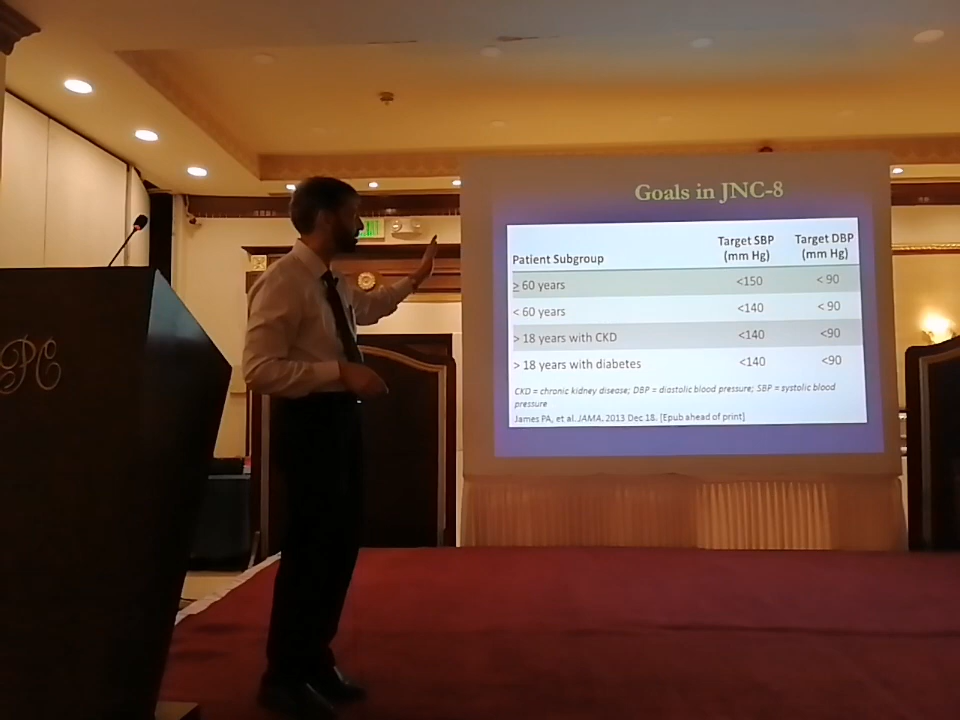 PC
Goals in JNC-8
Patient Subgroup Target SBP (mm Hg) Target DBP (mm Hg)
≥ 60 years <150 < 90
< 60 years <140 < 90
> 18 years with CKD <140 <90
> 18 years with diabetes <140 <90
CKD = chronic kidney disease; DBP = diastolic blood pressure; SBP = systolic blood
pressure
James PA, et al. JAMA, 2013 Dec 18. [Epub ahead of print]